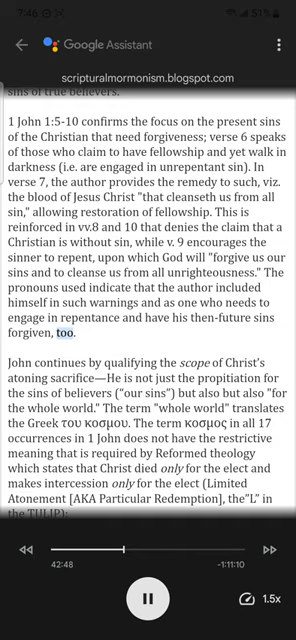 7:46
51%
Google Assistant
scripturalmormonism.blogspot.com
sins of true believers.
1 John 1:5-10 confirms the focus on the present sins
of the Christian that need forgiveness; verse 6 speaks
of those who claim to have fellowship and yet walk in
darkness (i.e. are engaged in unrepentant sin). In
verse 7, the author provides the remedy to such, viz.
the blood of Jesus Christ "that cleanseth us from all
sin," allowing restoration of fellowship. This is
reinforced in vv.8 and 10 that denies the claim that a
Christian is without sin, while v. 9 encourages the
sinner to repent, upon which God will "forgive us our
sins and to cleanse us from all unrighteousness." The
pronouns used indicate that the author included
himself in such warnings and as one who needs to
engage in repentance and have his then-future sins
forgiven, too.
John continues by qualifying the scope of Christ's
atoning sacrifice—He is not just the propitiation for
the sins of believers ("our sins") but also but also "for
the whole world." The term "whole world" translates
the Greek του κοσμου. The term κοσμος in all 17
occurrences in 1 John does not have the restrictive
meaning that is required by Reformed theology
which states that Christ died only for the elect and
makes intercession only for the elect (Limited
Atonement [AKA Particular Redemption], the"L" in
the TULIP):
42:48
-1:11:10
1.5x